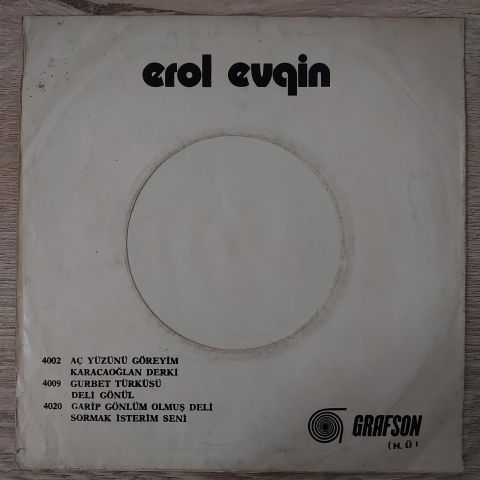 erol evgin
4002 AÇ YÜZÜNÜ GÖREYİM
KARACAOĞLAN DERKİ
4009 GURBET TÜRKÜSÜ
DELİ GÖNÜL
4020 GARİP GÖNLÜM OLMUŞ DELİ
SORMAK İSTERİM SENİ
GRAFSON
(H. Ü)